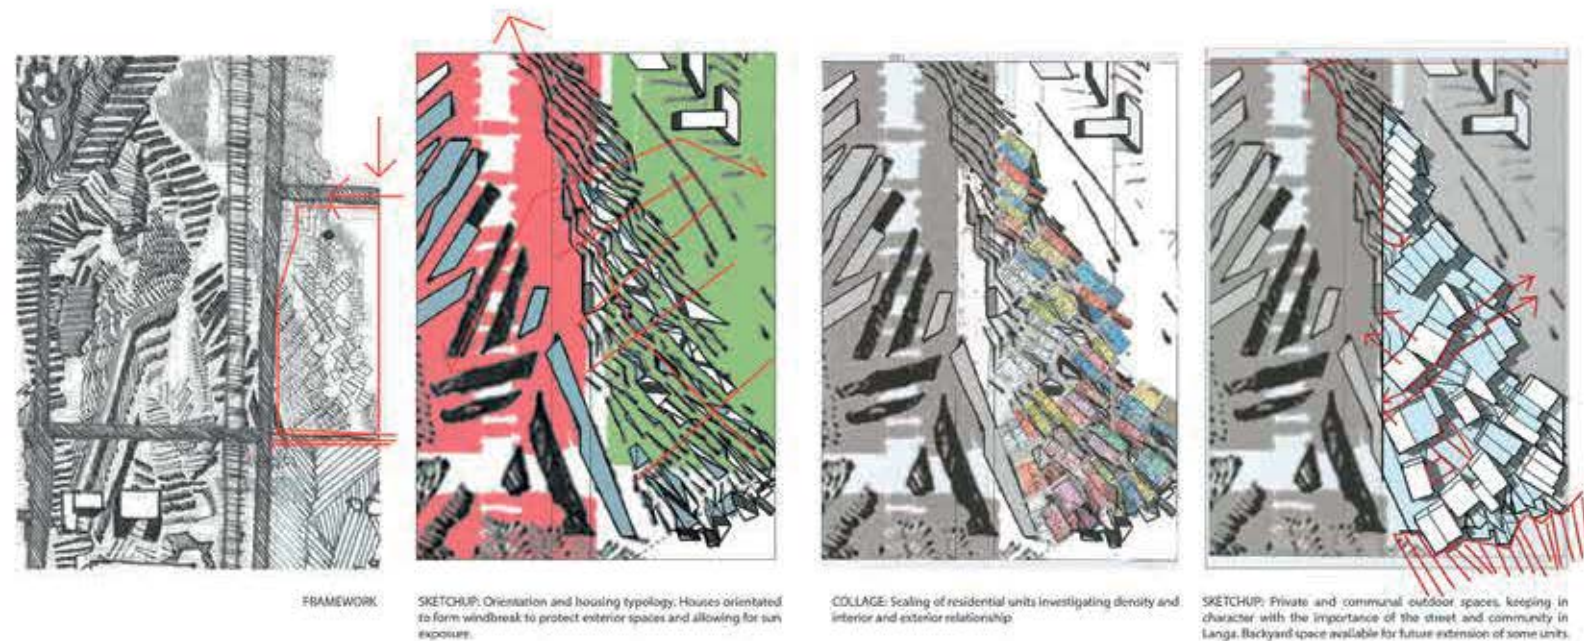 FRAMEWORK
SKETCHUP: Orientation and housing typology. Houses orientated
to form windbreak to protect exterior spaces and allowing for sun
exposure.
COLLAGE: Scaling of residential units investigating density and
interior and exterior relationship
SKETCHUP: Private and communal outdoor spaces, keeping in
character with the importance of the street and community in
Langa. Backyard space available for future extension of some units.